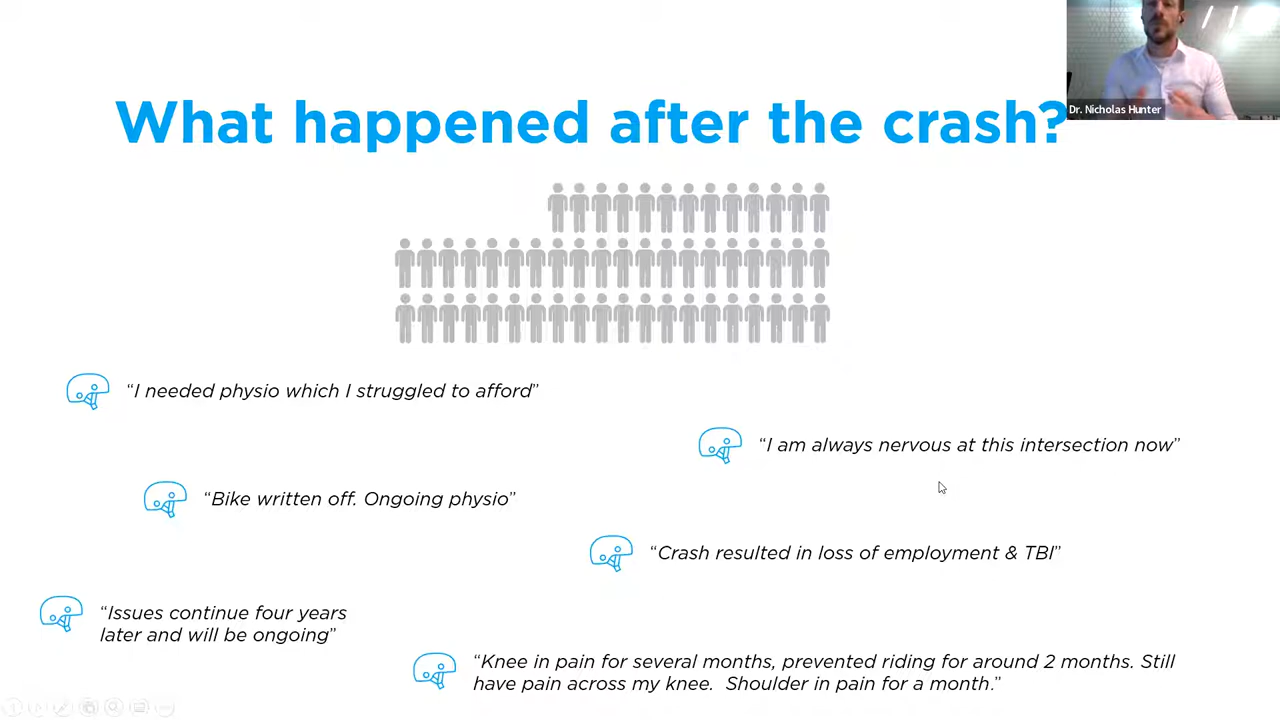 Dr. Nicholas Hunter
What happened after the crash?
“I needed physio which I struggled to afford”
“I am always nervous at this intersection now”
“Bike written off. Ongoing physio”
“Crash resulted in loss of employment & TBI”
“Issues continue four years
later and will be ongoing”
“Knee in pain for several months, prevented riding for around 2 months. Still
have pain across my knee.  Shoulder in pain for a month.”